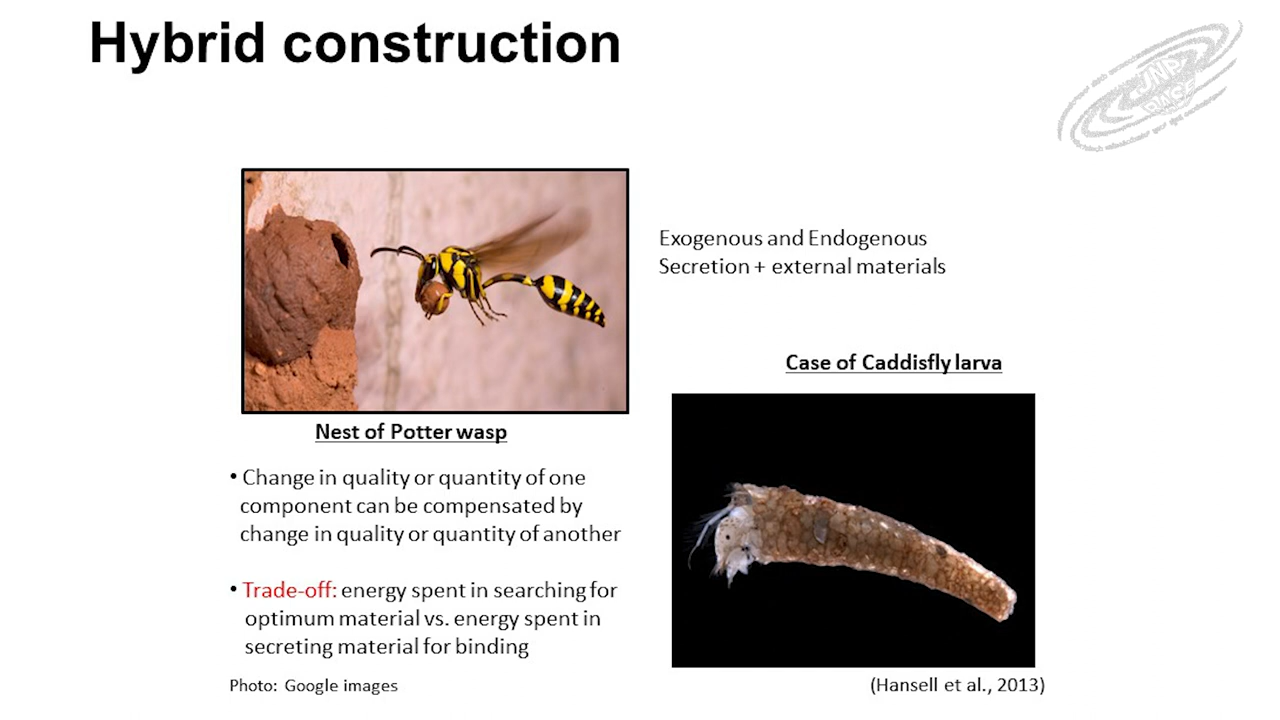 Hybrid construction
Exogenous and Endogenous
Secretion + external materials
Case of Caddisfly larva
Nest of Potter wasp
• Change in quality or quantity of one
component can be compensated by
change in quality or quantity of another
• Trade-off: energy spent in searching for
optimum material vs. energy spent in
secreting material for binding
Photo: Google images
(Hansell et al., 2013)